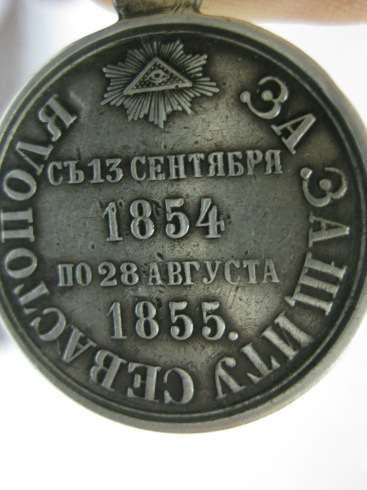 СЪ 13 СЕНТЯБРЯ
1854
ПО 28 АВГУСТА
1855.
ЗА ЗАЩИТУ СЕВАСТОПОЛЯ